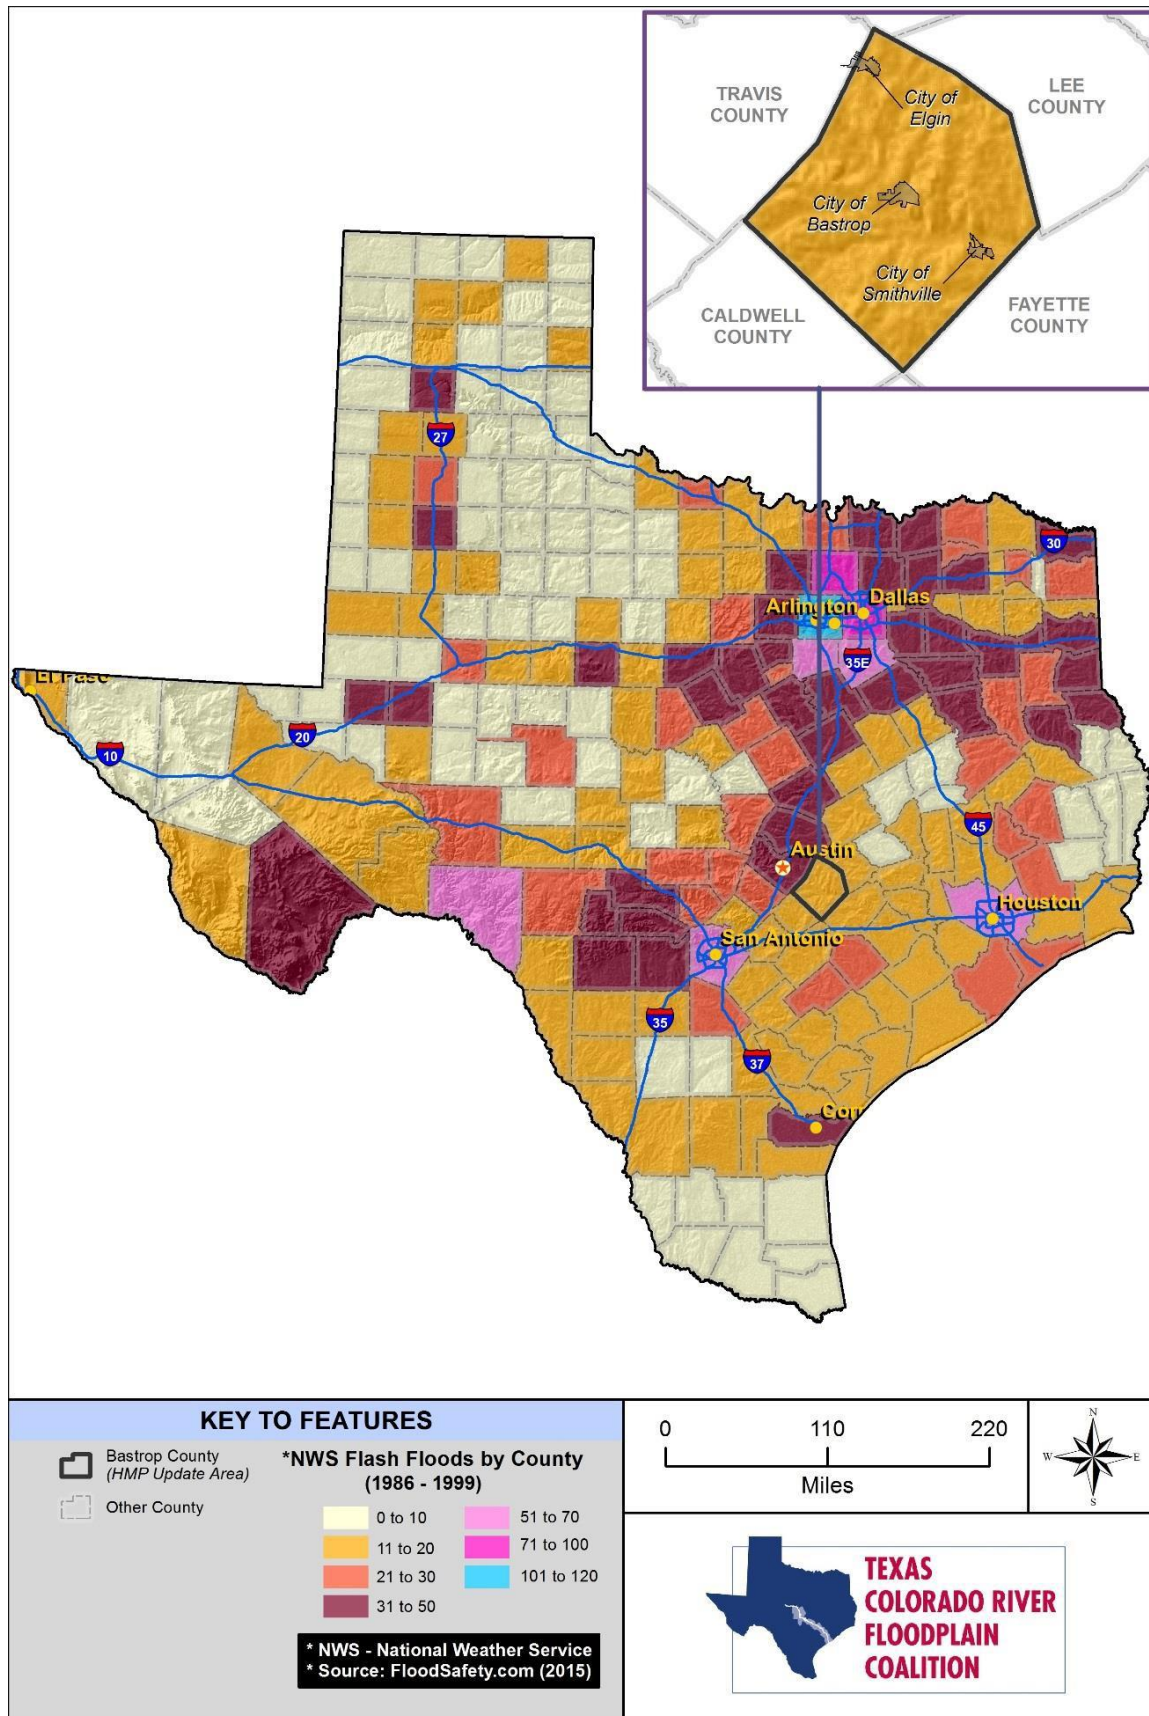 TRAVIS
COUNTY
LEE
COUNTY
City of
Elgin
City of
Bastrop
City of
Smithville
CALDWELL
COUNTY
FAYETTE
COUNTY
27
30
Dallas
Arlington
35E
El Paso
20
10
45
Austin
Houston
San Antonio
35
37
Corp
KEY TO FEATURES
Bastrop County
(HMP Update Area)
Other County
*NWS Flash Floods by County
(1986 - 1999)
0 to 10
11 to 20
21 to 30
31 to 50
51 to 70
71 to 100
101 to 120
* NWS - National Weather Service
* Source: FloodSafety.com (2015)
0 110 220
Miles
N
W E
S
TEXAS
COLORADO RIVER
FLOODPLAIN
COALITION